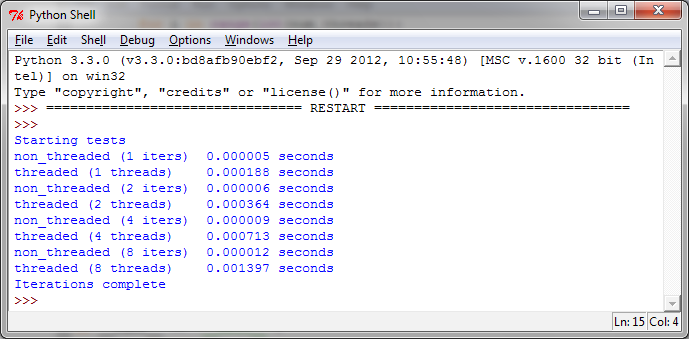 Python Shell
File Edit Shell Debug Options Windows Help
Python 3.3.0 (v3.3.0:bd8afb90ebf2, Sep 29 2012, 10:55:48) [MSC v.1600 32 bit (In
tel)] on win32
Type "copyright", "credits" or "license()" for more information.
>>> ================================ RESTART ================================
>>>
Starting tests
non_threaded (1 iters)  0.000005 seconds
threaded (1 threads)    0.000188 seconds
non_threaded (2 iters)  0.000006 seconds
threaded (2 threads)    0.000364 seconds
non_threaded (4 iters)  0.000009 seconds
threaded (4 threads)    0.000713 seconds
non_threaded (8 iters)  0.000012 seconds
threaded (8 threads)    0.001397 seconds
Iterations complete
>>>
Ln: 15 Col: 4